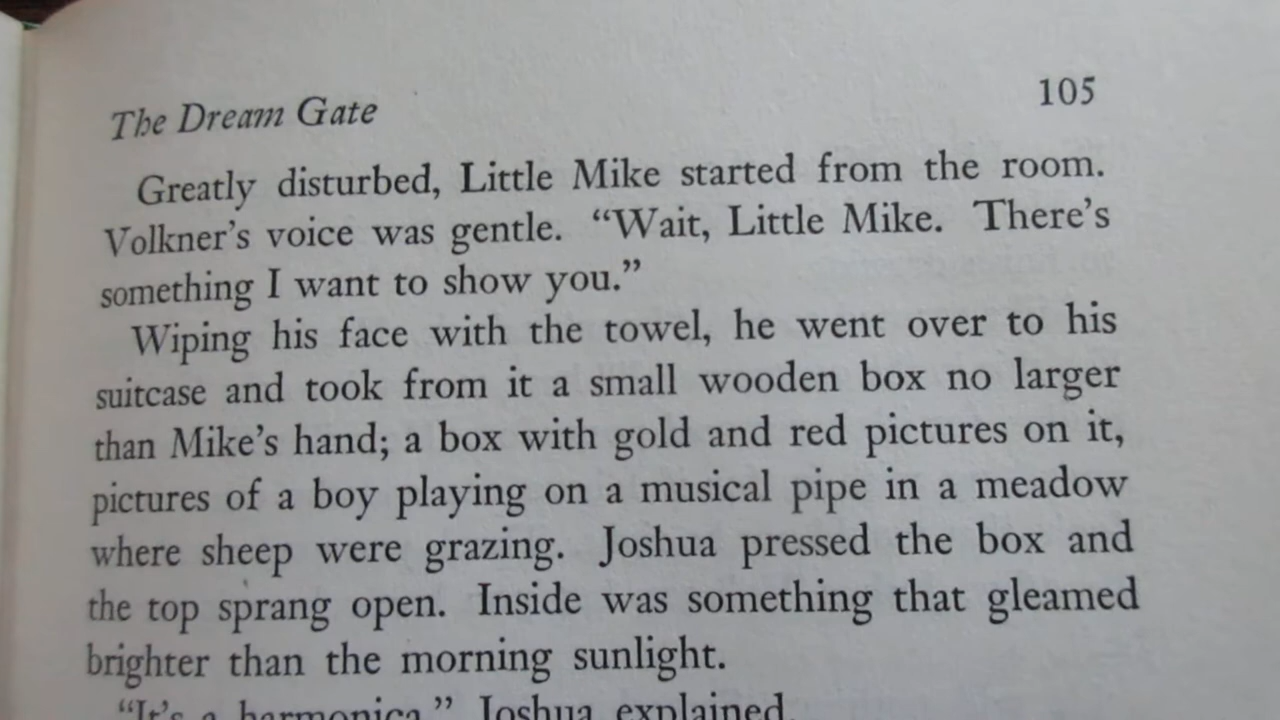 The Dream Gate 105
Greatly disturbed, Little Mike started from the room.
Volkner's voice was gentle. “Wait, Little Mike. There's
something I want to show you.”
Wiping his face with the towel, he went over to his
suitcase and took from it a small wooden box no larger
than Mike's hand; a box with gold and red pictures on it,
pictures of a boy playing on a musical pipe in a meadow
where sheep were grazing. Joshua pressed the box and
the top sprang open. Inside was something that gleamed
brighter than the morning sunlight.
“It's a harmonica,” Joshua explained.